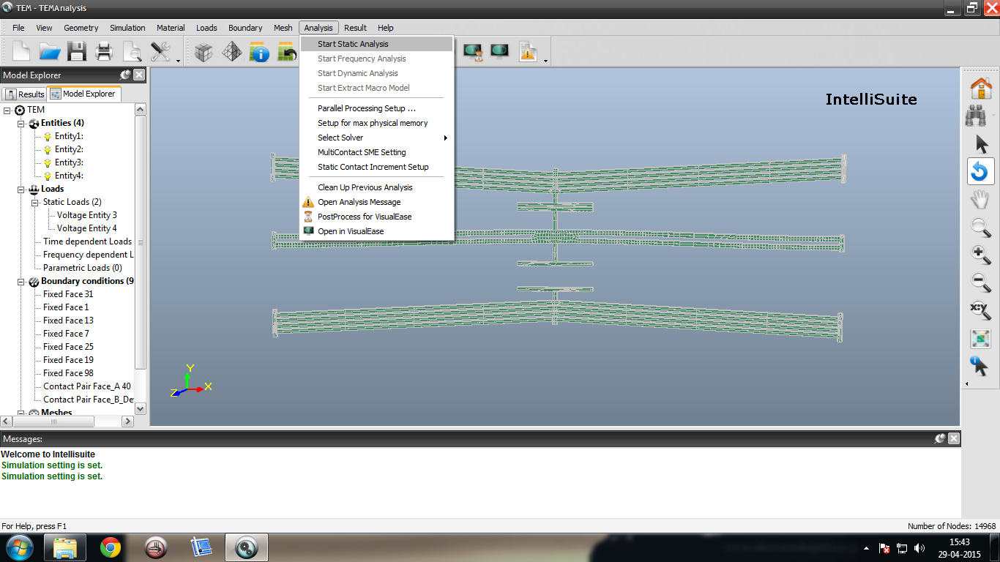 TEM - TEMAnalysis
File View Geometry Simulation Material Loads Boundary Mesh Analysis Result Help
Start Static Analysis
Start Frequency Analysis
Start Dynamic Analysis
Start Extract Macro Model
Parallel Processing Setup ...
Setup for max physical memory
Select Solver
MultiContact SME Setting
Static Contact Increment Setup
Clean Up Previous Analysis
Open Analysis Message
PostProcess for VisualEase
Open in VisualEase
Model Explorer
Results Model Explorer
TEM
Entities (4)
Entity1:
Entity2:
Entity3:
Entity4:
Loads
Static Loads (2)
Voltage Entity 3
Voltage Entity 4
Time dependent Loads
Frequency dependent L
Parametric Loads (0)
Boundary conditions (9
Fixed Face 31
Fixed Face 1
Fixed Face 13
Fixed Face 7
Fixed Face 25
Fixed Face 19
Fixed Face 98
Contact Pair Face_A 40
Contact Pair Face_B_De
Meshes
IntelliSuite
Y
X
Z
X:Y
Messages:
Welcome to Intellisuite
Simulation setting is set.
Simulation setting is set.
For Help, press F1
Number of Nodes: 14968
15:43
29-04-2015